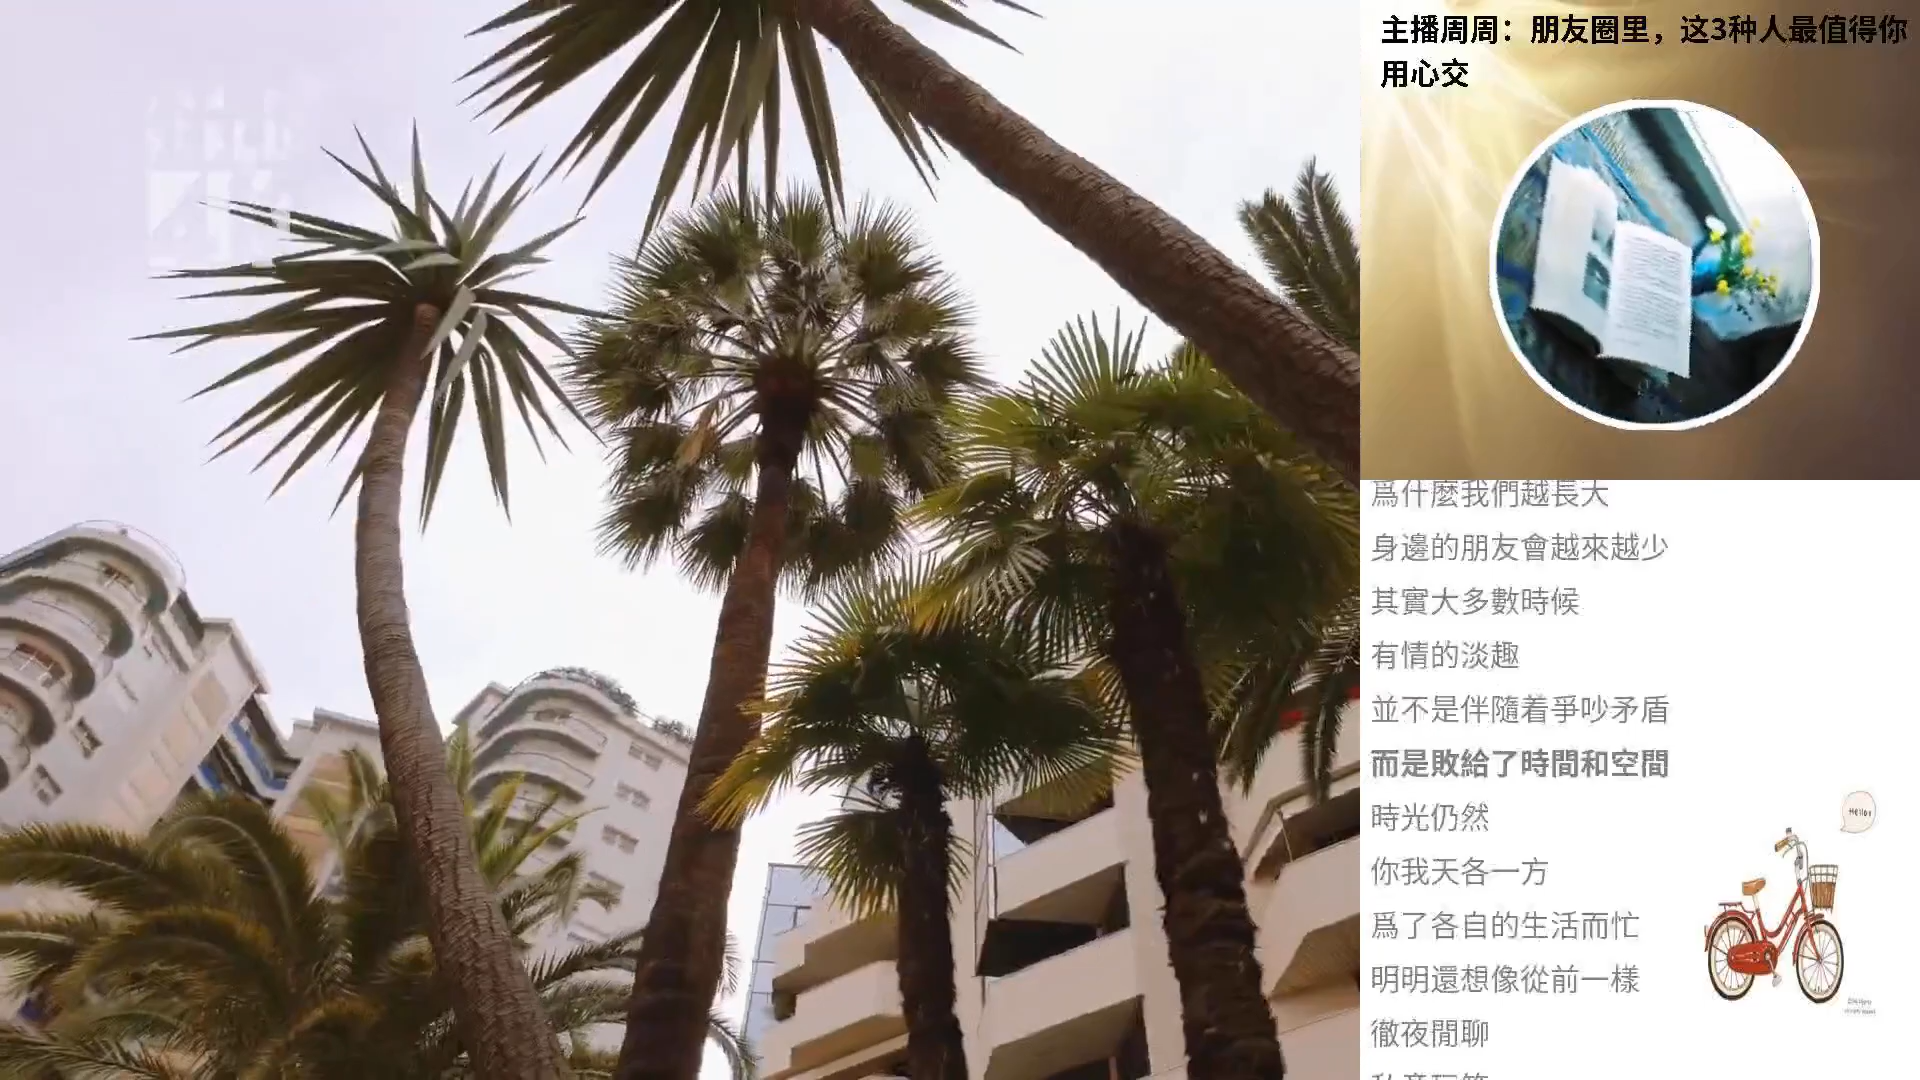 主播周周：朋友圈里，这3种人最值得你
用心交
爲什麼我們越長大
身邊的朋友會越來越少
其實大多數時候
有情的淡趣
並不是伴隨着爭吵矛盾
而是敗給了時間和空間
時光仍然
你我天各一方
爲了各自的生活而忙
明明還想像從前一樣
徹夜閒聊
Hello!